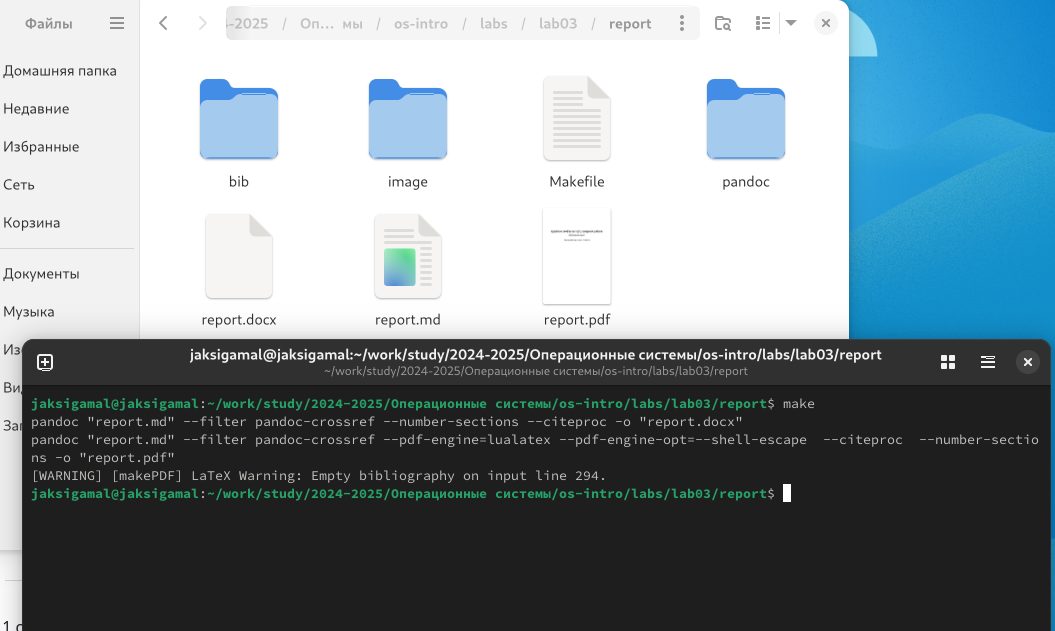 Файлы
-2025 / Оп… мы / os-intro / labs / lab03 / report
Домашняя папка
Недавние
Избранные
Сеть
Корзина
Документы
Музыка
Из
Ви
За
bib
image
Makefile
pandoc
report.docx
report.md
report.pdf
jaksigamal@jaksigamal:~/work/study/2024-2025/Операционные системы/os-intro/labs/lab03/report
~/work/study/2024-2025/Операционные системы/os-intro/labs/lab03/report
jaksigamal@jaksigamal:~/work/study/2024-2025/Операционные системы/os-intro/labs/lab03/report$ make
pandoc "report.md" --filter pandoc-crossref --number-sections --citeproc -o "report.docx"
pandoc "report.md" --filter pandoc-crossref --pdf-engine=lualatex --pdf-engine-opt=--shell-escape  --citeproc  --number-sectio
ns -o "report.pdf"
[WARNING] [makePDF] LaTeX Warning: Empty bibliography on input line 294.
jaksigamal@jaksigamal:~/work/study/2024-2025/Операционные системы/os-intro/labs/lab03/report$